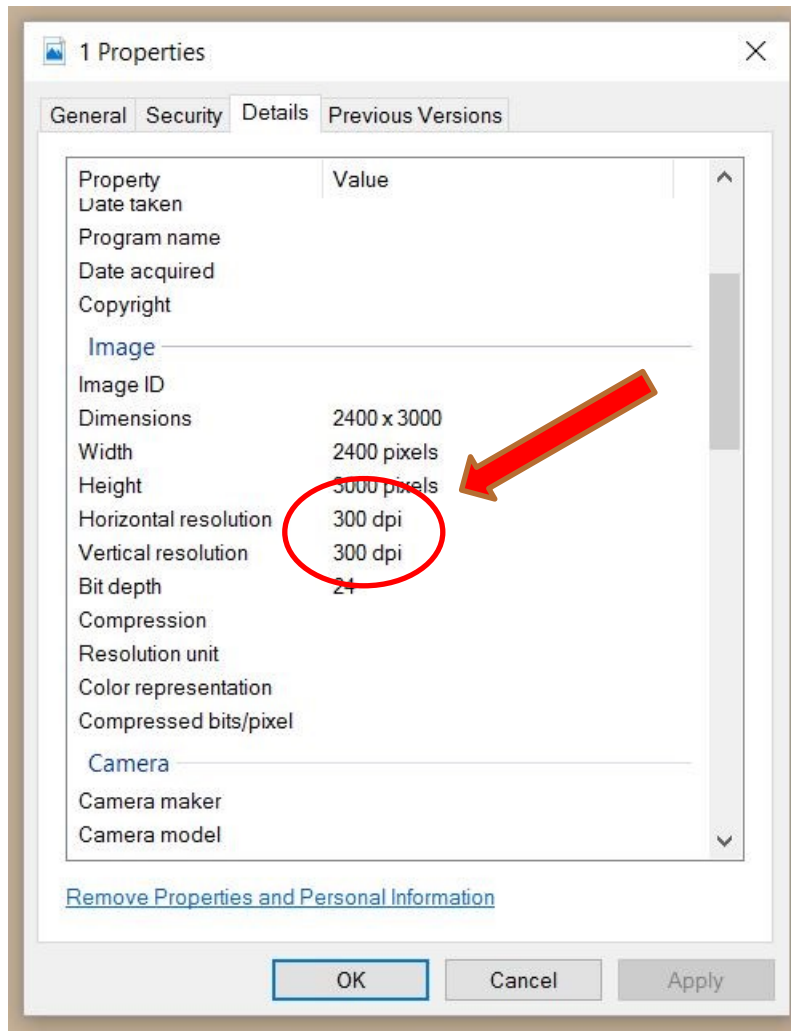 1 Properties
General Security Details Previous Versions
Property Value
Date taken
Program name
Date acquired
Copyright
Image
Image ID
Dimensions 2400 x 3000
Width 2400 pixels
Height 3000 pixels
Horizontal resolution 300 dpi
Vertical resolution 300 dpi
Bit depth 24
Compression
Resolution unit
Color representation
Compressed bits/pixel
Camera
Camera maker
Camera model
Remove Properties and Personal Information
OK Cancel Apply